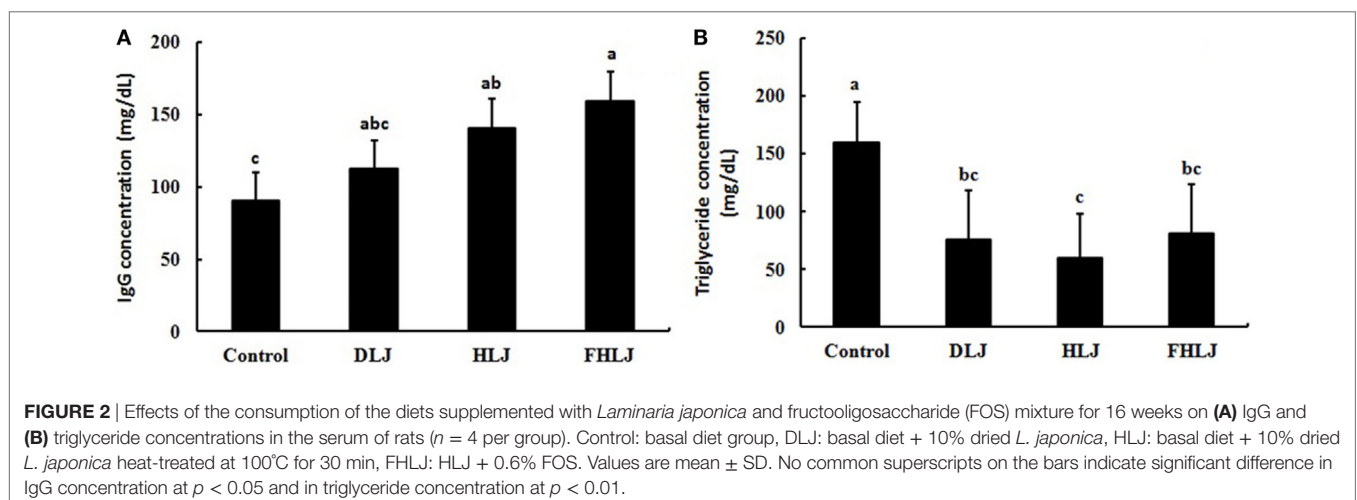 A
200
150
100
50
0
IgG concentration (mg/dL)
c
abc
ab
a
Control DLJ HLJ FHLJ
B
250
200
150
100
50
0
Triglyceride concentration
(mg/dL)
a
bc
c
bc
Control DLJ HLJ FHLJ
FIGURE 2 | Effects of the consumption of the diets supplemented with Laminaria japonica and fructooligosaccharide (FOS) mixture for 16 weeks on (A) IgG and
(B) triglyceride concentrations in the serum of rats (n = 4 per group). Control: basal diet group, DLJ: basal diet + 10% dried L. japonica, HLJ: basal diet + 10% dried
L. japonica heat-treated at 100°C for 30 min, FHLJ: HLJ + 0.6% FOS. Values are mean ± SD. No common superscripts on the bars indicate significant difference in
IgG concentration at p < 0.05 and in triglyceride concentration at p < 0.01.